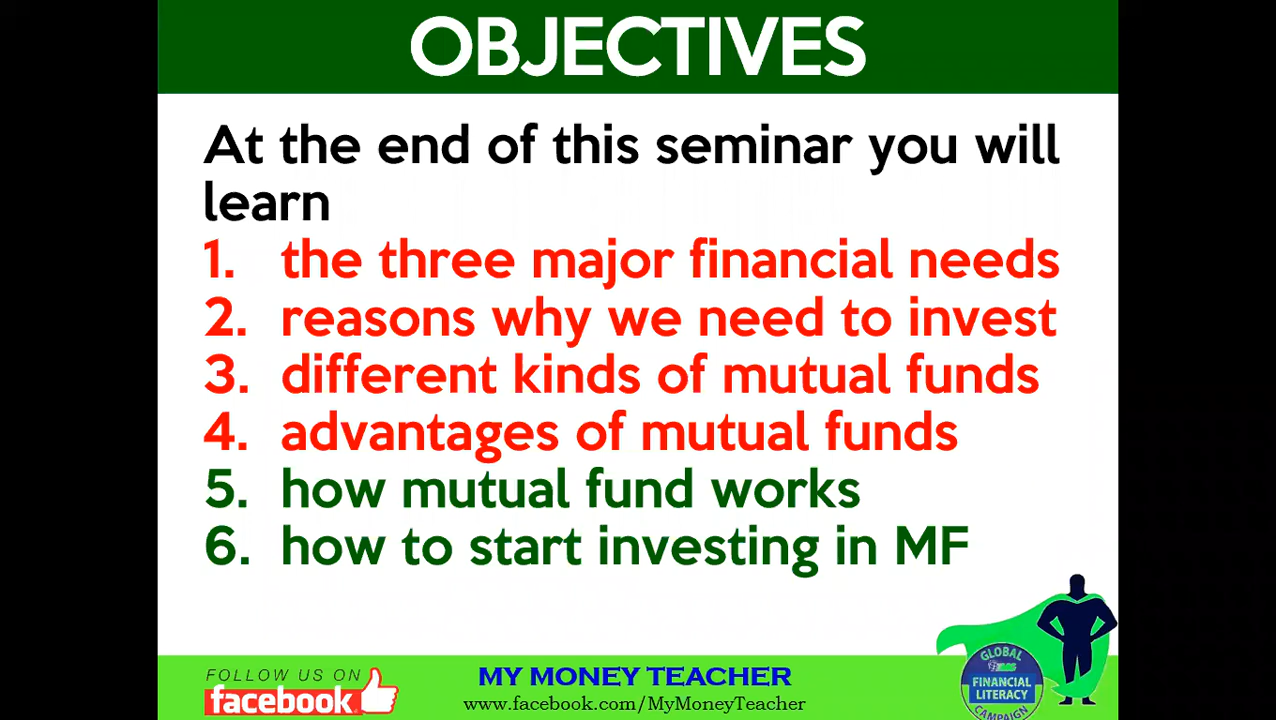 OBJECTIVES
At the end of this seminar you will
learn
1. the three major financial needs
2. reasons why we need to invest
3. different kinds of mutual funds
4. advantages of mutual funds
5. how mutual fund works
6. how to start investing in MF
FOLLOW US ON
facebook
MY MONEY TEACHER
www.facebook.com/MyMoneyTeacher
GLOBAL
FINANCIAL
LITERACY
CAMPAIGN